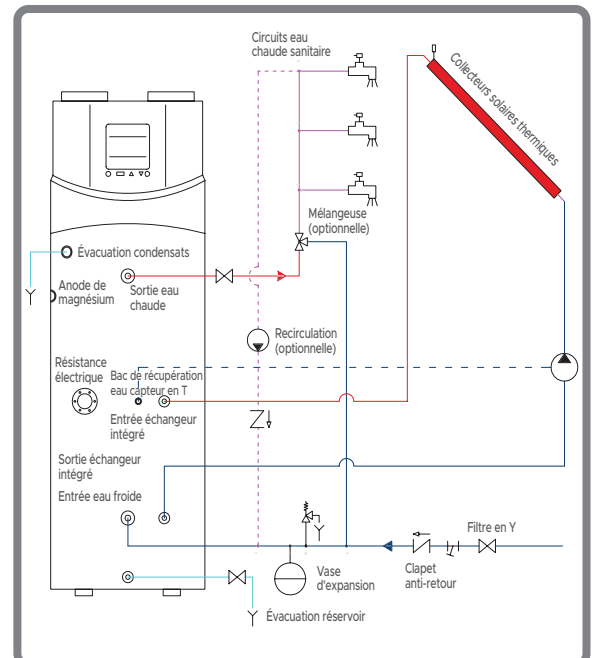 Circuits eau
chaude sanitaire
Collecteurs solaires thermiques
Mélangeuse
(optionnelle)
Évacuation condensats
Anode de
magnésium
Sortie eau
chaude
Recirculation
(optionnelle)
Résistance
électrique
Bac de récupération
eau capteur en T
Entrée échangeur
intégré
Sortie échangeur
intégré
Entrée eau froide
Filtre en Y
Clapet
anti-retour
Vase
d'expansion
Évacuation réservoir